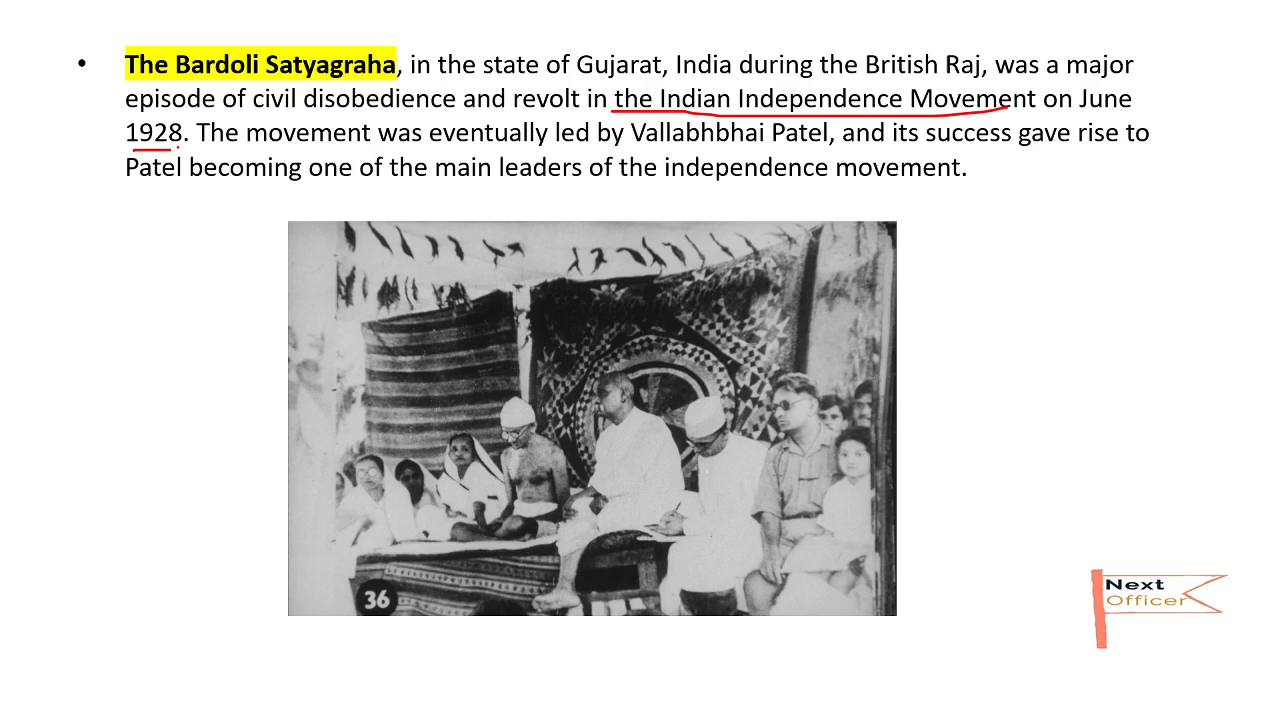 • The Bardoli Satyagraha, in the state of Gujarat, India during the British Raj, was a major
episode of civil disobedience and revolt in the Indian Independence Movement on June
1928. The movement was eventually led by Vallabhbhai Patel, and its success gave rise to
Patel becoming one of the main leaders of the independence movement.
36
Next
Officer